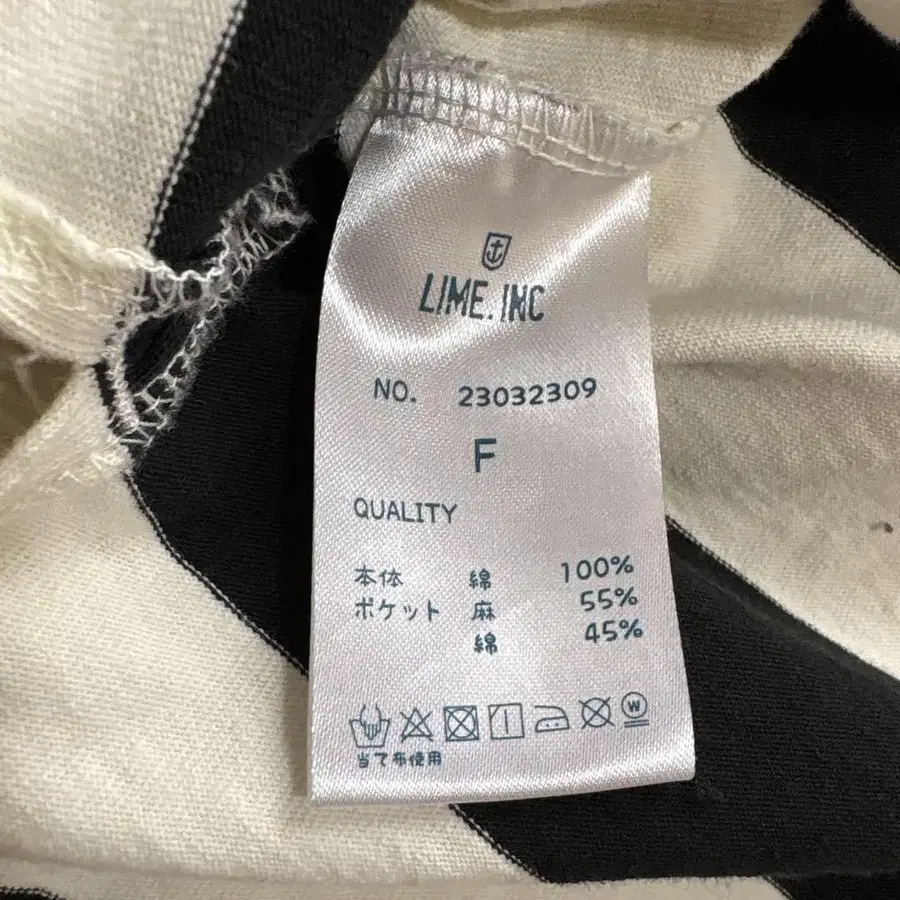 LIME.INC
NO. 23032309
F
QUALITY
本体 綿 100%
ポケット 麻 55%
綿 45%
W
当て布使用